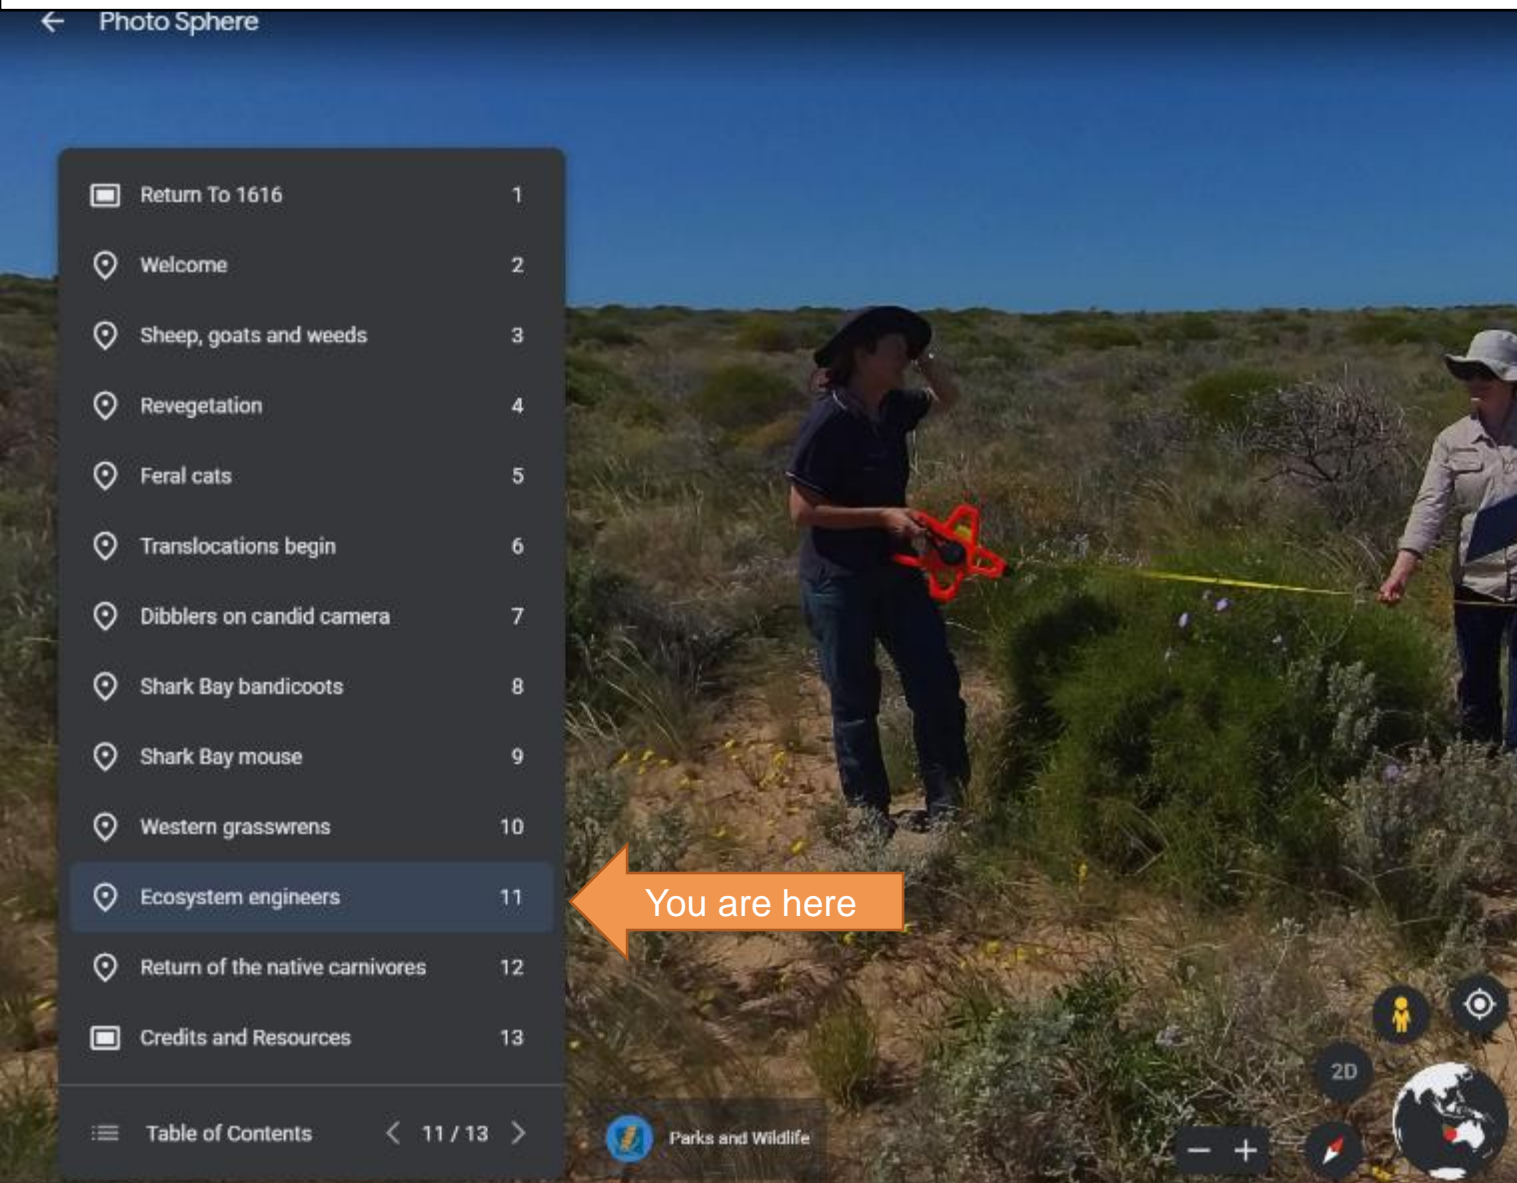 Photo Sphere
Return To 1616 1
Welcome 2
Sheep, goats and weeds 3
Revegetation 4
Feral cats 5
Translocations begin 6
Dibblers on candid camera 7
Shark Bay bandicoots 8
Shark Bay mouse 9
Western grasswrens 10
Ecosystem engineers 11
You are here
Return of the native carnivores 12
Credits and Resources 13
Table of Contents 11 / 13
Parks and Wildlife
2D